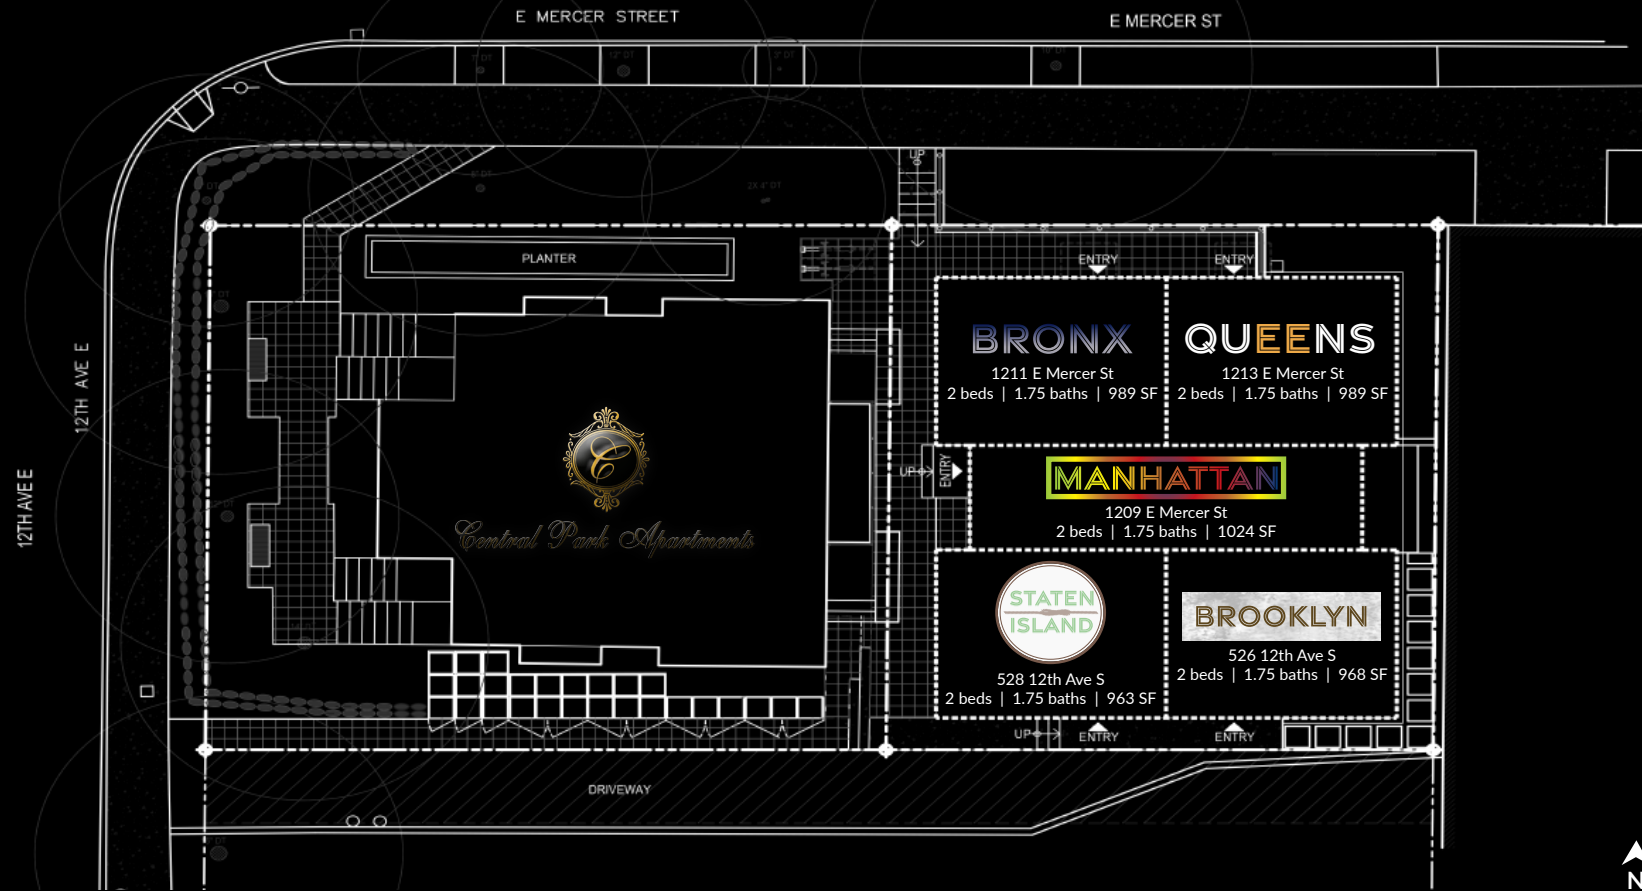 E MERCER STREET
E MERCER ST
UP
PLANTER
ENTRY
ENTRY
BRONX
1211 E Mercer St
2 beds | 1.75 baths | 989 SF
QUEENS
1213 E Mercer St
2 beds | 1.75 baths | 989 SF
12TH AVE E
12TH AVE E
C
Central Park Apartments
UP
ENTRY
MANHATTAN
1209 E Mercer St
2 beds | 1.75 baths | 1024 SF
STATEN
ISLAND
528 12th Ave S
2 beds | 1.75 baths | 963 SF
BROOKLYN
526 12th Ave S
2 beds | 1.75 baths | 968 SF
UP
ENTRY
ENTRY
DRIVEWAY
N